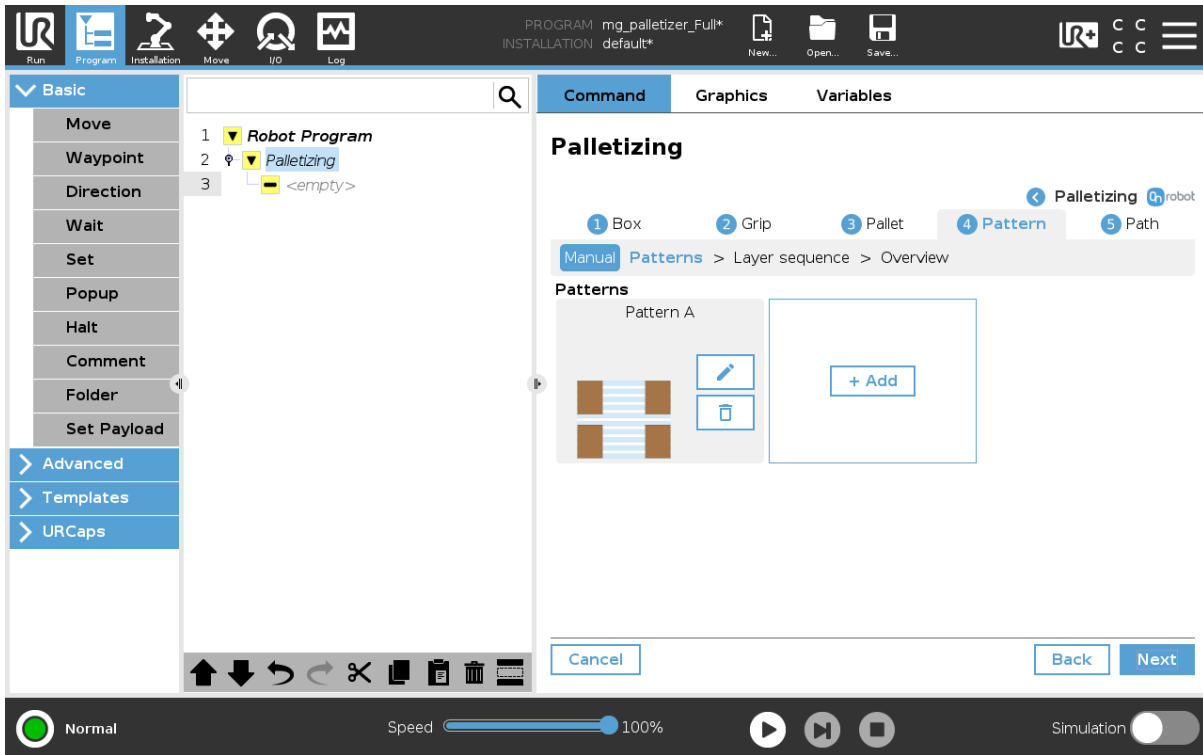 PROGRAM mg_palletizer_Full*
INSTALLATION default*
New... Open... Save...
UR UR+ C C
C C
Run Program Installation Move I/O Log
Basic
Move
Waypoint
Direction
Wait
Set
Popup
Halt
Comment
Folder
Set Payload
Advanced
Templates
URCaps
1 Robot Program
2 Palletizing
3 <empty>
Command Graphics Variables
Palletizing
Palletizing On robot
1 Box 2 Grip 3 Pallet 4 Pattern 5 Path
Manual Patterns > Layer sequence > Overview
Patterns
Pattern A
+ Add
Cancel Back Next
Normal Speed 100% Simulation